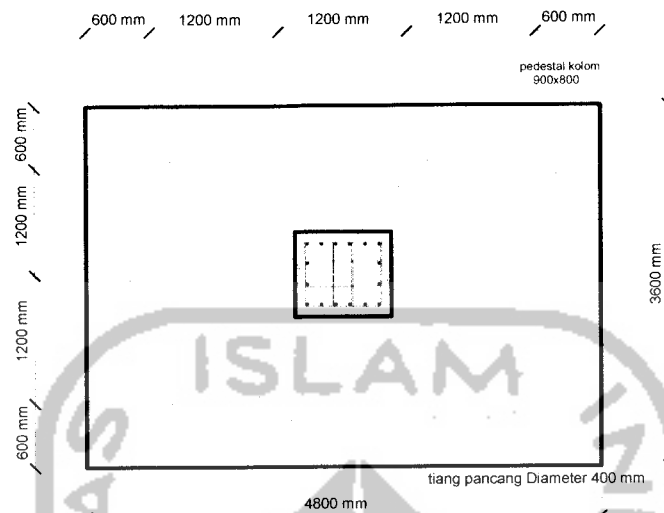 600 mm 1200 mm 1200 mm 1200 mm 600 mm
pedestal kolom
900x800
600 mm
1200 mm
1200 mm
600 mm
3600 mm
ISLAM
tiang pancang Diameter 400 mm
4800 mm